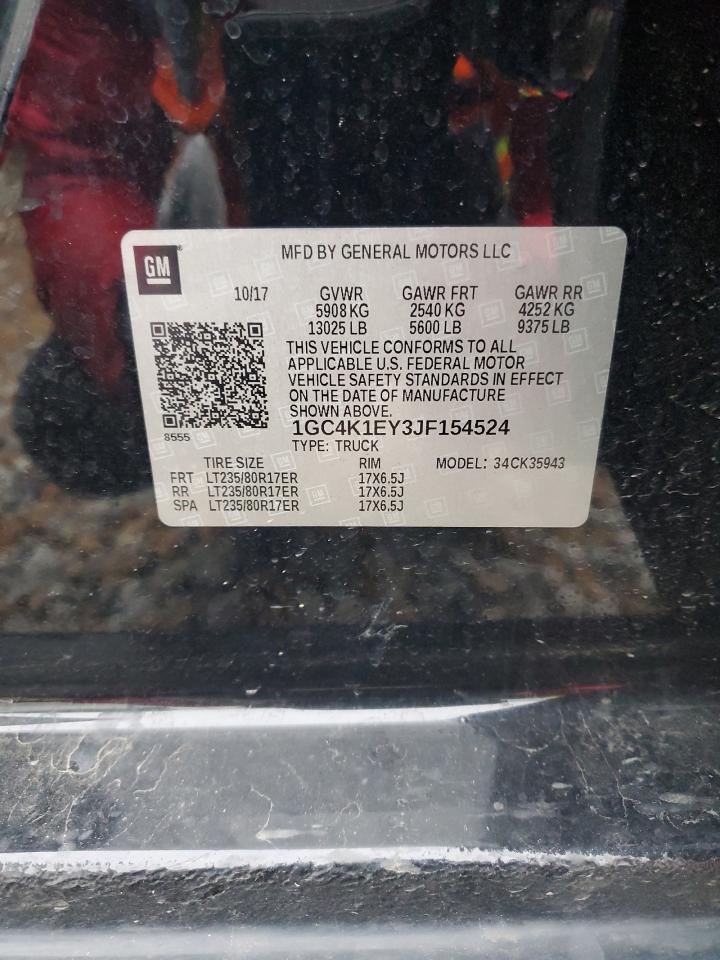 GM
MFD BY GENERAL MOTORS LLC
10/17 GVWR GAWR FRT GAWR RR
5908 KG 2540 KG 4252 KG
13025 LB 5600 LB 9375 LB
THIS VEHICLE CONFORMS TO ALL
APPLICABLE U.S. FEDERAL MOTOR
VEHICLE SAFETY STANDARDS IN EFFECT
ON THE DATE OF MANUFACTURE
SHOWN ABOVE.
8555
1GC4K1EY3JF154524
TYPE: TRUCK
TIRE SIZE RIM MODEL: 34CK35943
FRT LT235/80R17ER 17X6.5J
RR LT235/80R17ER 17X6.5J
SPA LT235/80R17ER 17X6.5J